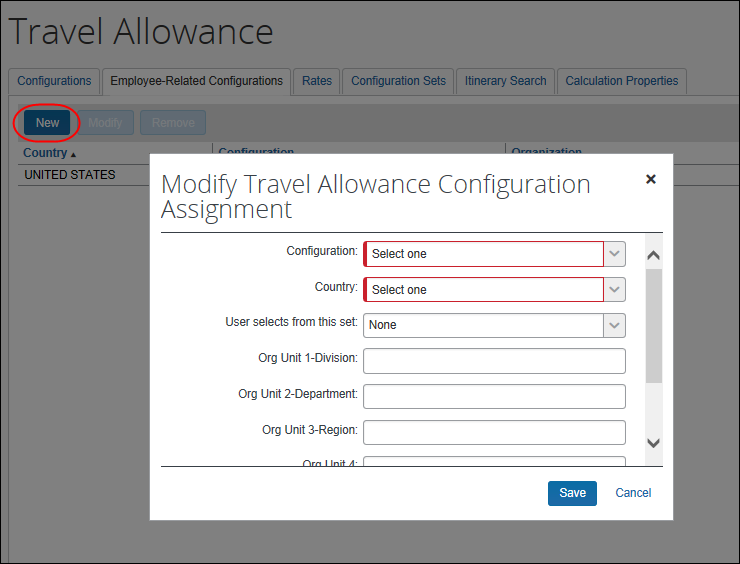 Travel Allowance
Configurations Employee-Related Configurations Rates Configuration Sets Itinerary Search Calculation Properties
New Modify Remove
Country Configuration Organization
UNITED STATES
Modify Travel Allowance Configuration
Assignment
Configuration: Select one
Country: Select one
User selects from this set: None
Org Unit 1-Division:
Org Unit 2-Department:
Org Unit 3-Region:
Org Unit 4:
Save Cancel